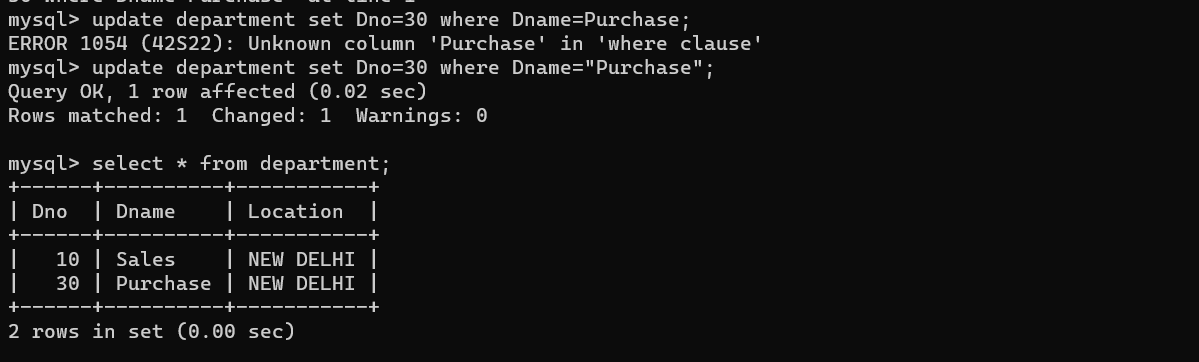 mysql> update department set Dno=30 where Dname=Purchase;
ERROR 1054 (42S22): Unknown column 'Purchase' in 'where clause'
mysql> update department set Dno=30 where Dname="Purchase";
Query OK, 1 row affected (0.02 sec)
Rows matched: 1  Changed: 1  Warnings: 0
mysql> select * from department;
+------+----------+-----------+
| Dno  | Dname    | Location  |
+------+----------+-----------+
|   10 | Sales    | NEW DELHI |
|   30 | Purchase | NEW DELHI |
+------+----------+-----------+
2 rows in set (0.00 sec)